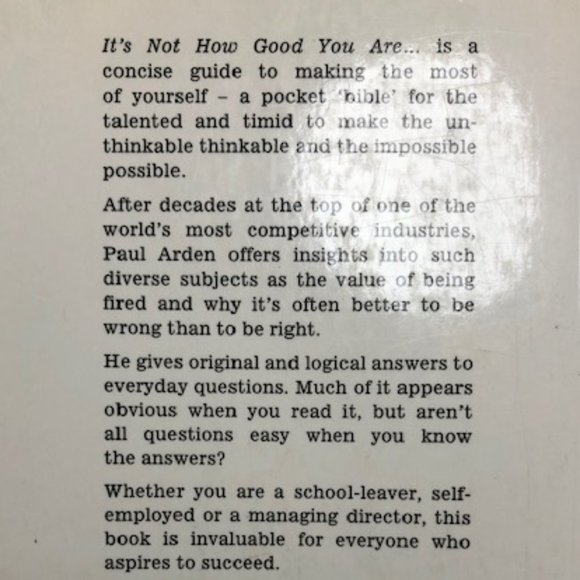 It's Not How Good You Are... is a
concise guide to making the most
of yourself – a pocket 'bible' for the
talented and timid to make the un-
thinkable thinkable and the impossible
possible.
After decades at the top of one of the
world's most competitive industries,
Paul Arden offers insights into such
diverse subjects as the value of being
fired and why it's often better to be
wrong than to be right.
He gives original and logical answers to
everyday questions. Much of it appears
obvious when you read it, but aren't
all questions easy when you know
the answers?
Whether you are a school-leaver, self-
employed or a managing director, this
book is invaluable for everyone who
aspires to succeed.